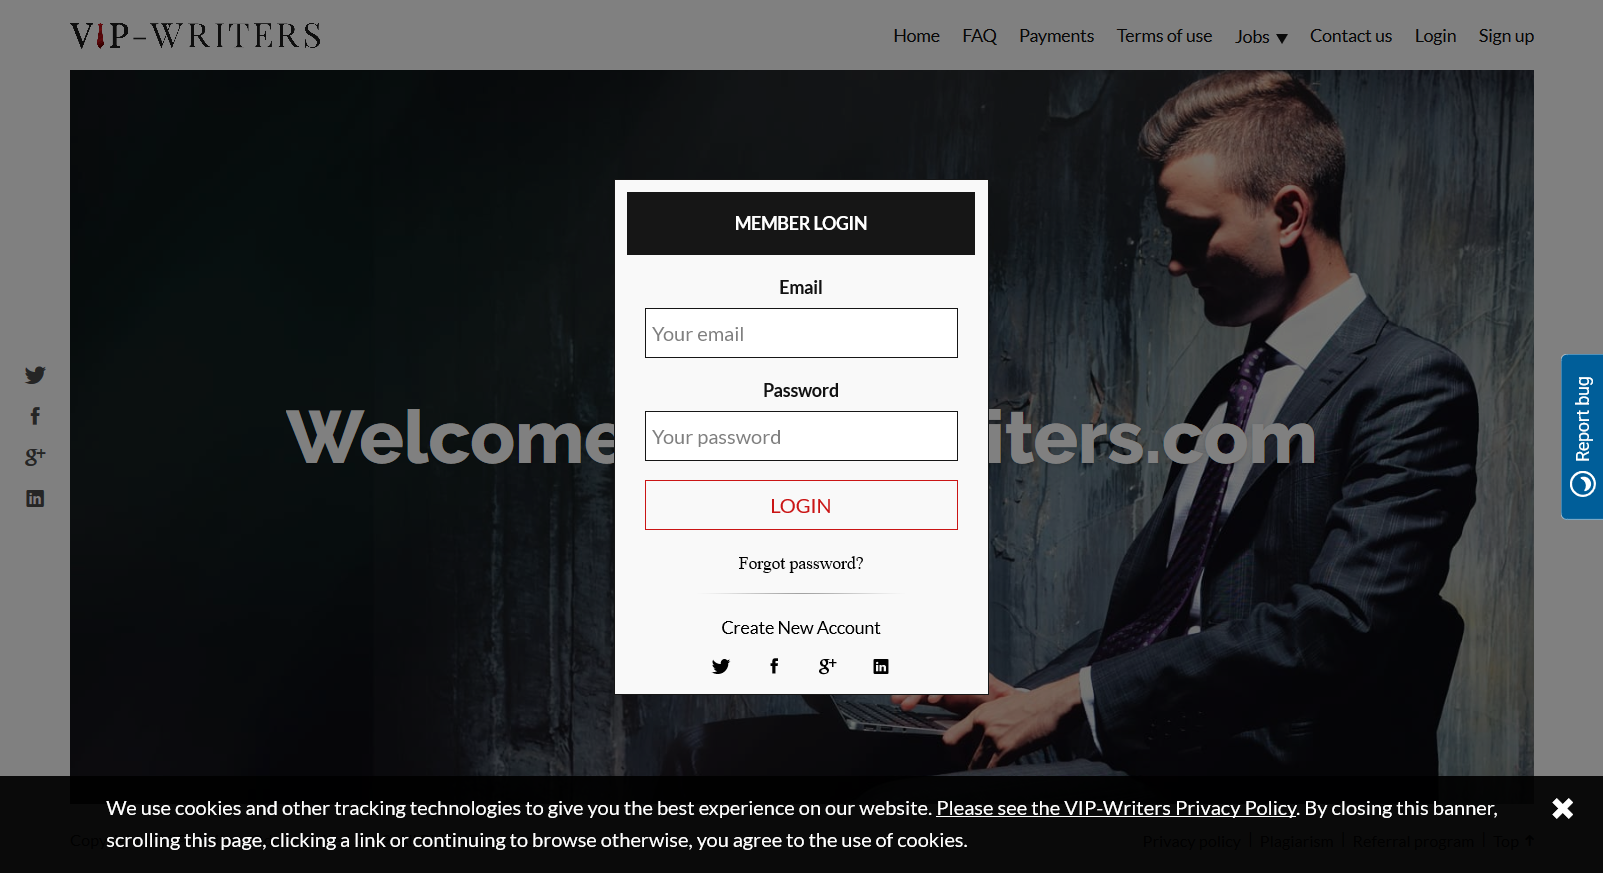 VIP-WRITERS
Home FAQ Payments Terms of use Jobs ▼ Contact us Login Sign up
MEMBER LOGIN
Email
Your email
Password
Your password
Welcome iters.com
LOGIN
Forgot password?
Create New Account
Report bug
We use cookies and other tracking technologies to give you the best experience on our website. Please see the VIP-Writers Privacy Policy. By closing this banner,
scrolling this page, clicking a link or continuing to browse otherwise, you agree to the use of cookies.
Privacy policy | Plagiarism | Referral program | Top